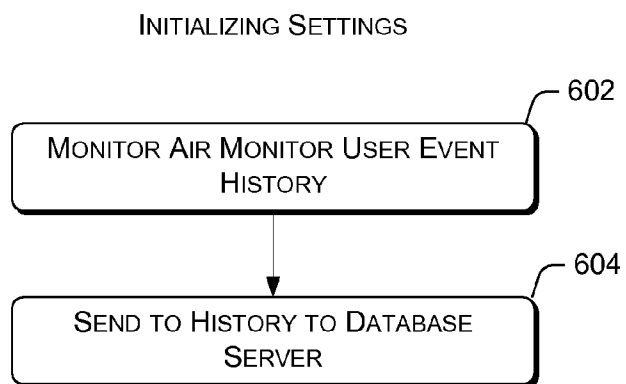 INITIALIZING SETTINGS
602
MONITOR AIR MONITOR USER EVENT
HISTORY
604
SEND TO HISTORY TO DATABASE
SERVER